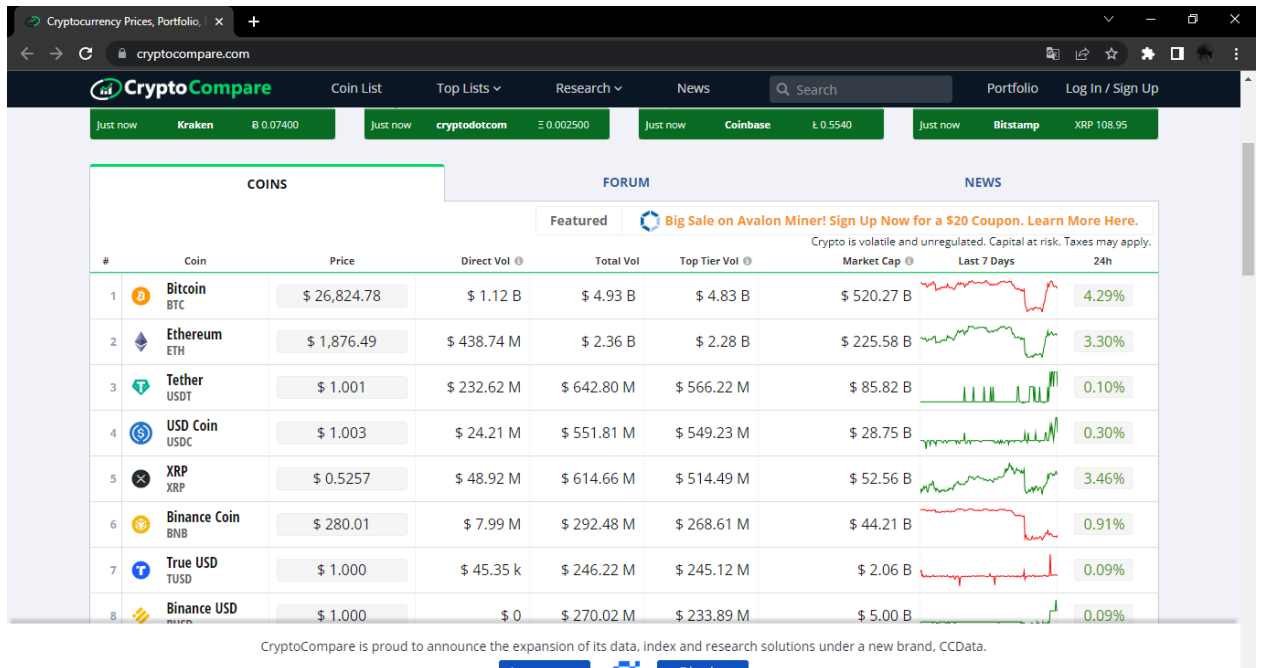 Cryptocurrency Prices, Portfolio,
cryptocompare.com
CryptoCompare Coin List Top Lists Research News Search Portfolio Log In / Sign Up
Just now Kraken Ƀ 0.07400 Just now cryptodotcom Ξ 0.002500 Just now Coinbase Ł 0.5540 Just now Bitstamp XRP 108.95
COINS FORUM NEWS
Featured Big Sale on Avalon Miner! Sign Up Now for a $20 Coupon. Learn More Here.
Crypto is volatile and unregulated. Capital at risk. Taxes may apply.
# Coin Price Direct Vol Total Vol Top Tier Vol Market Cap Last 7 Days 24h
1 Bitcoin $ 26,824.78 $ 1.12 B $ 4.93 B $ 4.83 B $ 520.27 B 4.29%
BTC
2 Ethereum $ 1,876.49 $ 438.74 M $ 2.36 B $ 2.28 B $ 225.58 B 3.30%
ETH
3 Tether $ 1.001 $ 232.62 M $ 642.80 M $ 566.22 M $ 85.82 B 0.10%
USDT
4 USD Coin $ 1.003 $ 24.21 M $ 551.81 M $ 549.23 M $ 28.75 B 0.30%
USDC
5 XRP $ 0.5257 $ 48.92 M $ 614.66 M $ 514.49 M $ 52.56 B 3.46%
XRP
6 Binance Coin $ 280.01 $ 7.99 M $ 292.48 M $ 268.61 M $ 44.21 B 0.91%
BNB
7 True USD $ 1.000 $ 45.35 k $ 246.22 M $ 245.12 M $ 2.06 B 0.09%
TUSD
8 Binance USD $ 1.000 $ 0 $ 270.02 M $ 233.89 M $ 5.00 B 0.09%
CryptoCompare is proud to announce the expansion of its data, index and research solutions under a new brand, CCData.